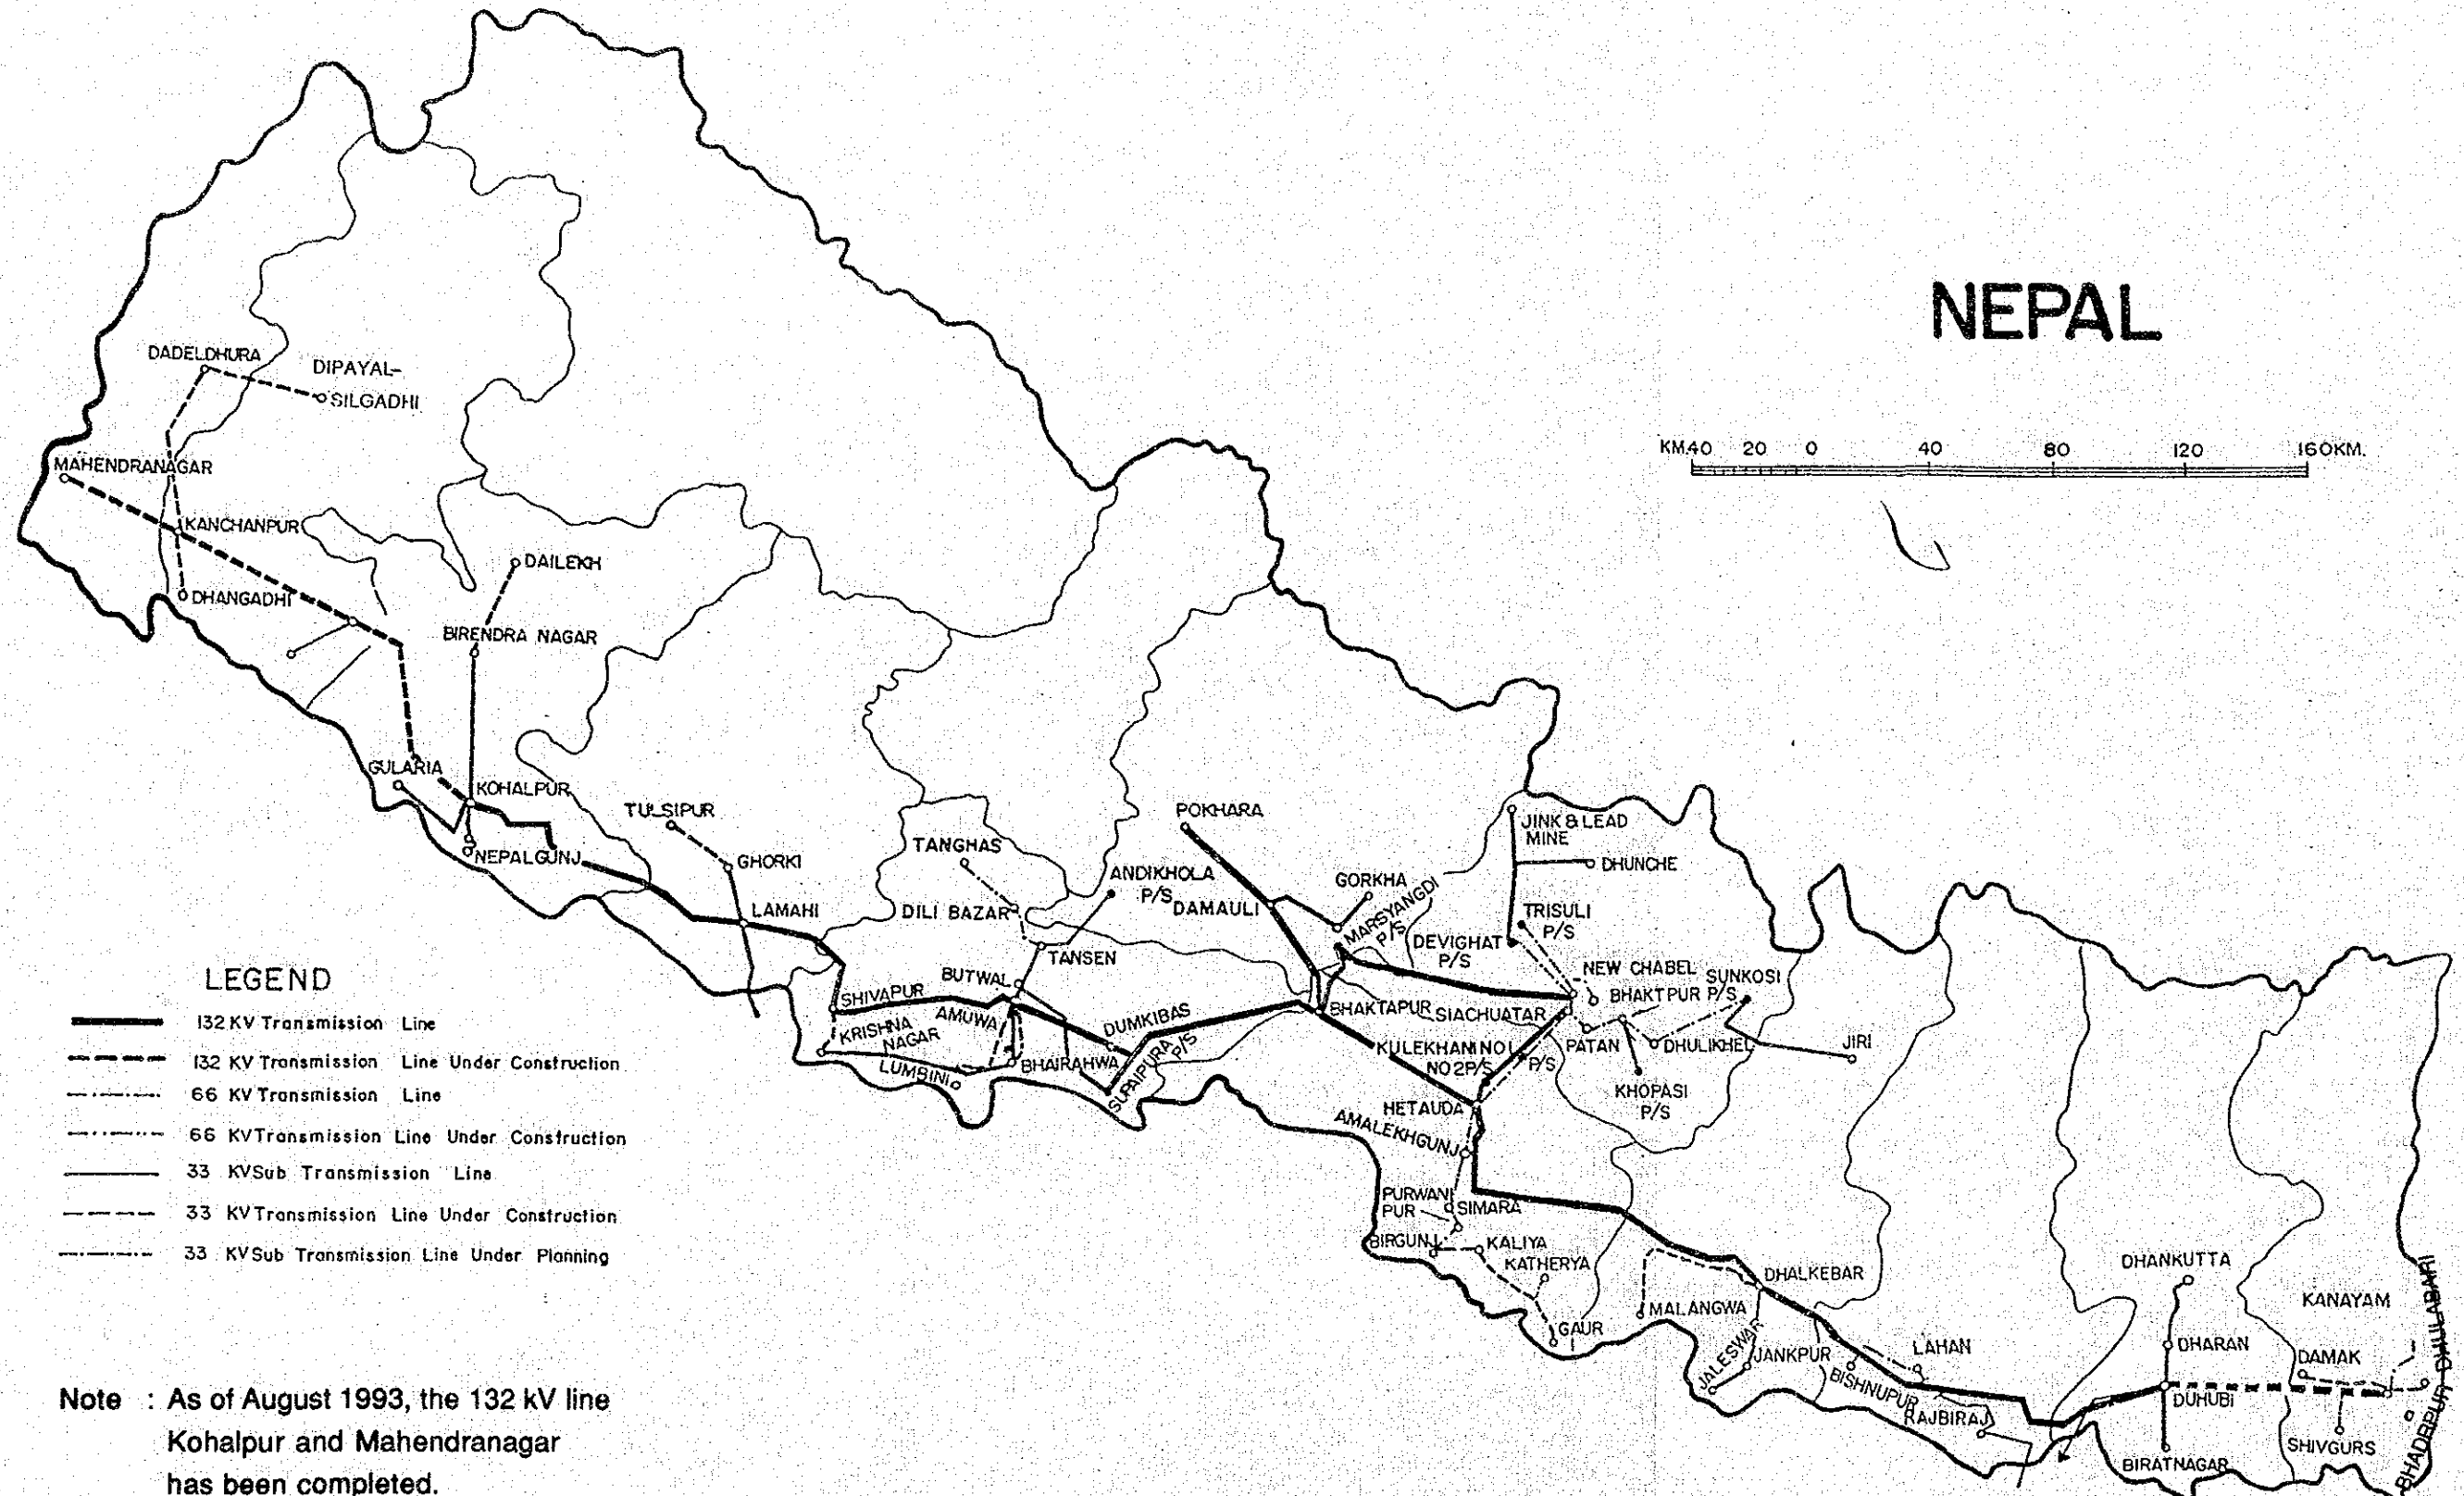 NEPAL
KM.40 20 0 40 80 120 160KM.
DADELDHURA
DIPAYAL-
SILGADHI
MAHENDRANAGAR
KANCHANPUR
DHANGADHI
DAILEKH
BIRENDRA NAGAR
GULARIA
KOHALPUR
NEPALGUNJ
TULSIPUR
GHORKI
LAMAHI
TANGHAS
DILI BAZAR
ANDIKHOLA
P/S
TANSEN
BUTWAL
SHIVAPUR
AMUWA
KRISHNA
NAGAR
LUMBINI
BHAIRAHWA
DUMKIBAS
P/S
POKHARA
DAMAULI
GORKHA
MARSYANGDI
P/S
BHAKTAPUR
JINK & LEAD
MINE
DHUNCHE
TRISULI
P/S
DEVIGHAT
P/S
NEW CHABEL
SUNKOSI
P/S
BHAKTPUR
SIACHUATAR
PATAN
DHULIKHEL
JIRI
KHOPASI
P/S
NO2P/S
P/S
HETAUDA
AMALEKHGUNJ
PURWANI
PUR
SIMARA
BIRGUNJ
KALIYA
KATHERYA
GAUR
MALANGWA
DHALKEBAR
JALESWAR
JANKPUR
BISHNUPUR
LAHAN
RAJBIRAJ
DHANKUTTA
DHARAN
DUHUBI
BIRATNAGAR
KANAYAM
DAMAK
SHIVGURS
BHADRPUR
DHULABARI
LEGEND
132 KV Transmission Line
132 KV Transmission Line Under Construction
66 KV Transmission Line
66 KV Transmission Line Under Construction
33 KV Sub Transmission Line
33 KV Transmission Line Under Construction
33 KV Sub Transmission Line Under Planning
Note : As of August 1993, the 132 kV line
Kohalpur and Mahendranagar
has been completed.